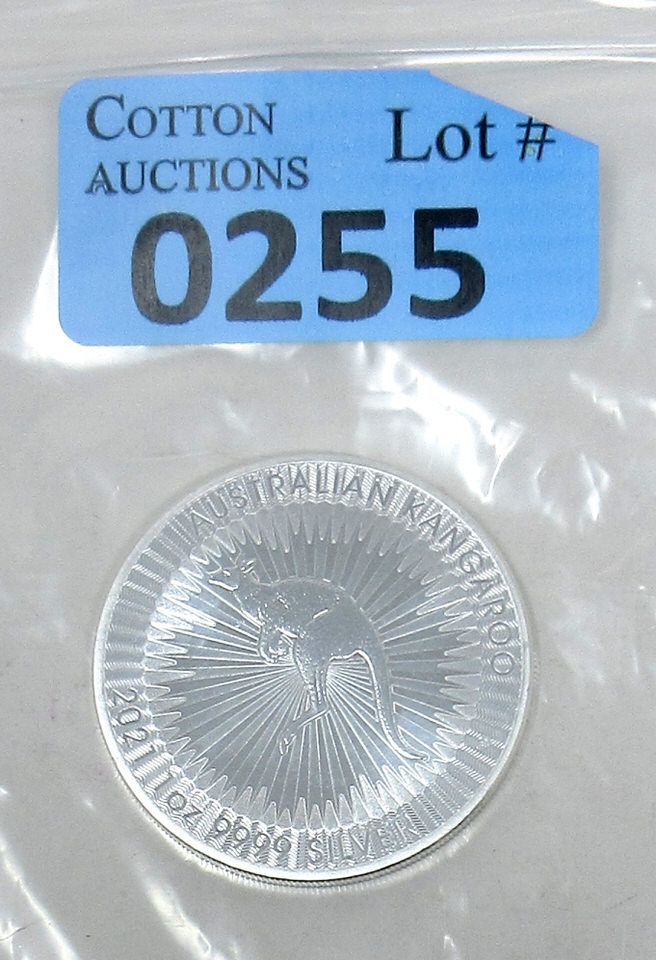 COTTON
AUCTIONS
Lot #
0255
AUSTRALIAN KANGAROO
2021 1oz 9999 SILVER